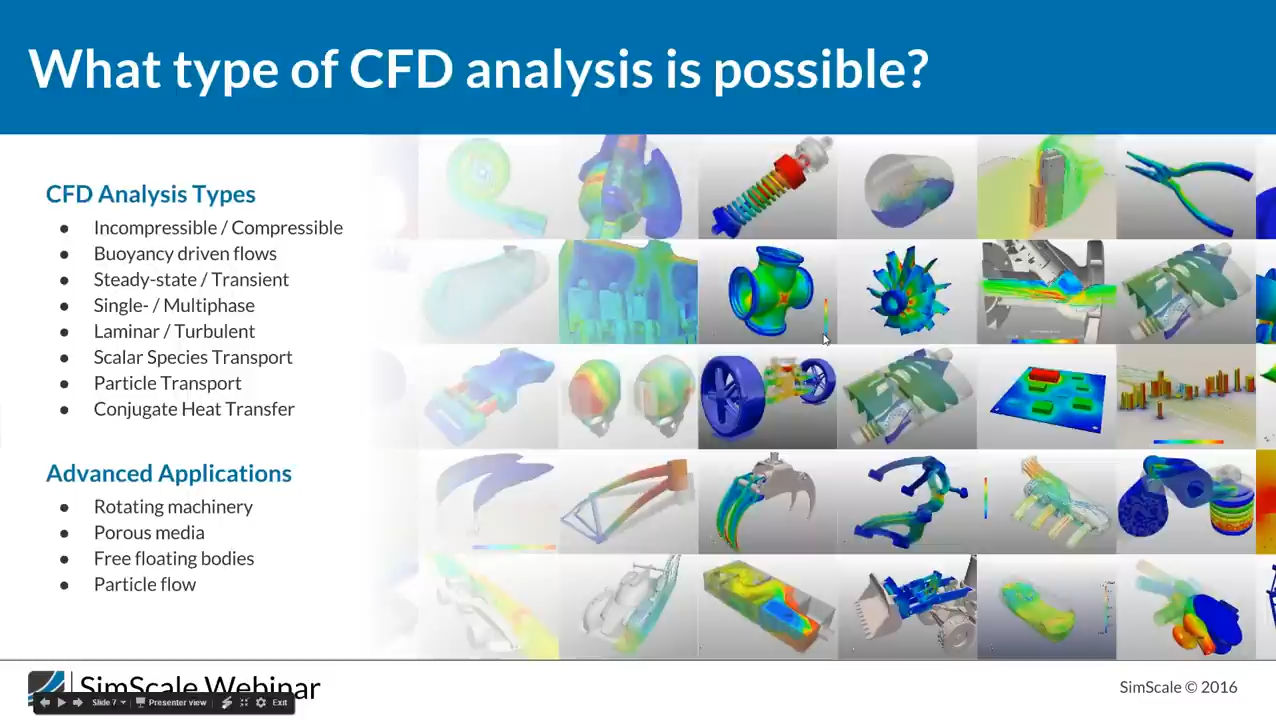 What type of CFD analysis is possible?
CFD Analysis Types
● Incompressible / Compressible
● Buoyancy driven flows
● Steady-state / Transient
● Single- / Multiphase
● Laminar / Turbulent
● Scalar Species Transport
● Particle Transport
● Conjugate Heat Transfer
Advanced Applications
● Rotating machinery
● Porous media
● Free floating bodies
● Particle flow
SimScale Webinar
Slide 7 Presenter view Exit
SimScale © 2016